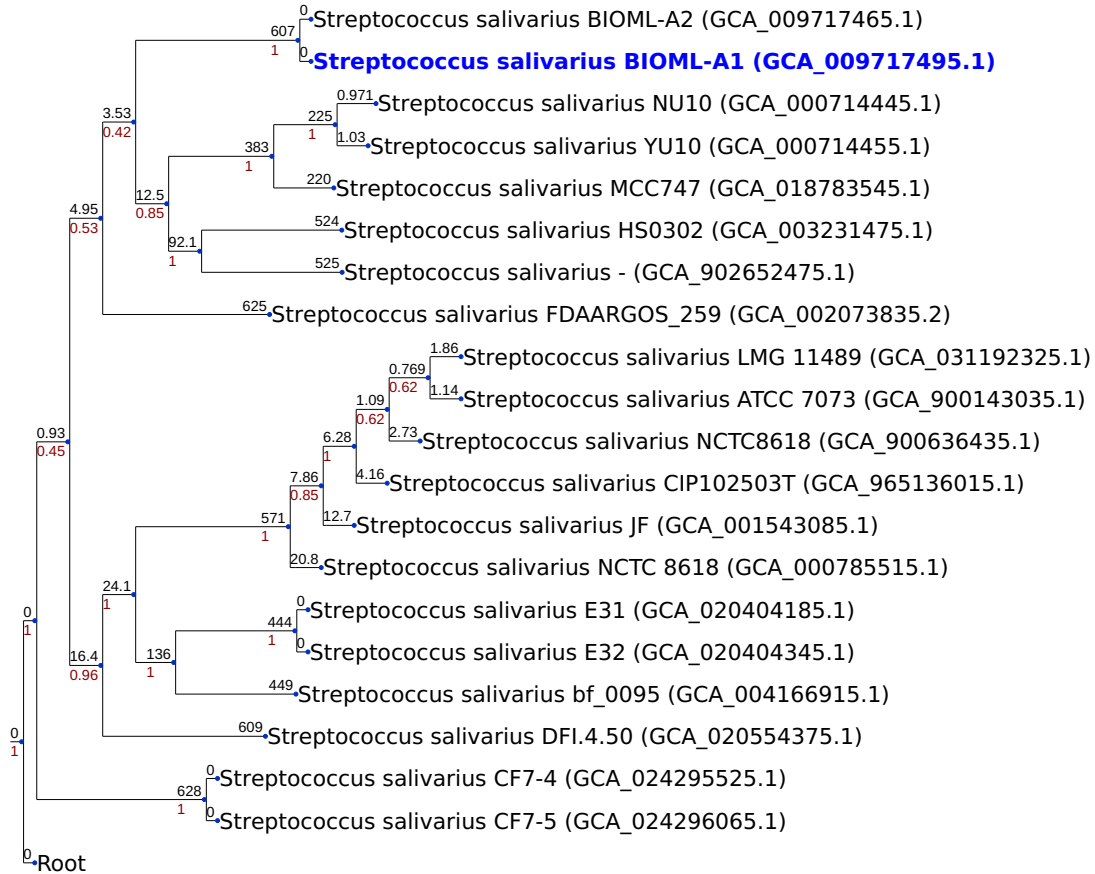 0
Streptococcus salivarius BIOML-A2 (GCA_009717465.1)
607
1
0
Streptococcus salivarius BIOML-A1 (GCA_009717495.1)
0.971
Streptococcus salivarius NU10 (GCA_000714445.1)
3.53
0.42
225
1
1.03
Streptococcus salivarius YU10 (GCA_000714455.1)
383
1
220
Streptococcus salivarius MCC747 (GCA_018783545.1)
12.5
0.85
4.95
0.53
524
Streptococcus salivarius HS0302 (GCA_003231475.1)
92.1
1
525
Streptococcus salivarius - (GCA_902652475.1)
625
Streptococcus salivarius FDAARGOS_259 (GCA_002073835.2)
1.86
Streptococcus salivarius LMG 11489 (GCA_031192325.1)
0.769
0.62
1.14
Streptococcus salivarius ATCC 7073 (GCA_900143035.1)
1.09
0.62
2.73
Streptococcus salivarius NCTC8618 (GCA_900636435.1)
0.93
0.45
6.28
1
4.16
Streptococcus salivarius CIP102503T (GCA_965136015.1)
7.86
0.85
12.7
Streptococcus salivarius JF (GCA_001543085.1)
571
1
20.8
Streptococcus salivarius NCTC 8618 (GCA_000785515.1)
24.1
1
0
Streptococcus salivarius E31 (GCA_020404185.1)
0
1
444
1
0
Streptococcus salivarius E32 (GCA_020404345.1)
136
1
16.4
0.96
449
Streptococcus salivarius bf_0095 (GCA_004166915.1)
609
Streptococcus salivarius DFI.4.50 (GCA_020554375.1)
0
1
0
Streptococcus salivarius CF7-4 (GCA_024295525.1)
628
1
0
Streptococcus salivarius CF7-5 (GCA_024296065.1)
0
Root